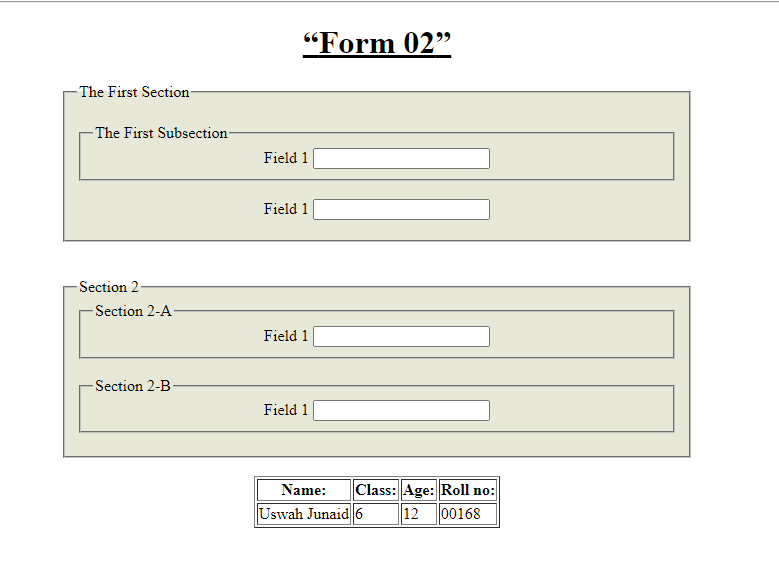 “Form 02”
The First Section
The First Subsection
Field 1
Field 1
Section 2
Section 2-A
Field 1
Section 2-B
Field 1
Name: Class: Age: Roll no:
Uswah Junaid 6 12 00168